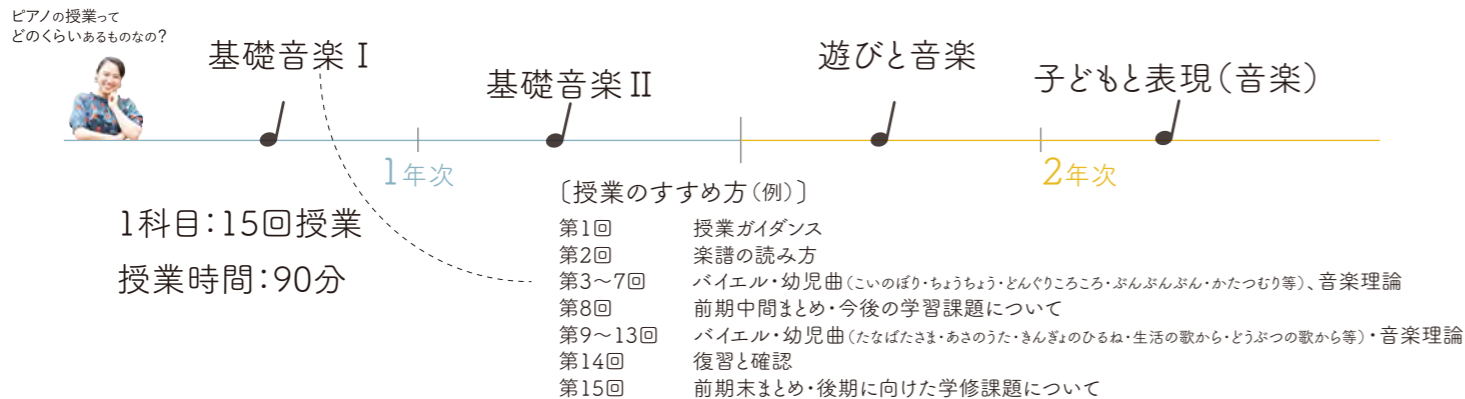 ピアノの授業って
どのくらいあるものなの?
基礎音楽 I
基礎音楽 II
遊びと音楽
子どもと表現(音楽)
1年次
2年次
1科目:15回授業
授業時間:90分
〔授業のすすめ方(例)〕
第1回 授業ガイダンス
第2回 楽譜の読み方
第3〜7回 バイエル・幼児曲(こいのぼり・ちょうちょう・どんぐりころころ・ぶんぶんぶん・かたつむり等)、音楽理論
第8回 前期中間まとめ・今後の学習課題について
第9〜13回 バイエル・幼児曲(たなばたさま・あさのうた・きんぎょのひるね・生活の歌から・どうぶつの歌から等)・音楽理論
第14回 復習と確認
第15回 前期末まとめ・後期に向けた学修課題について